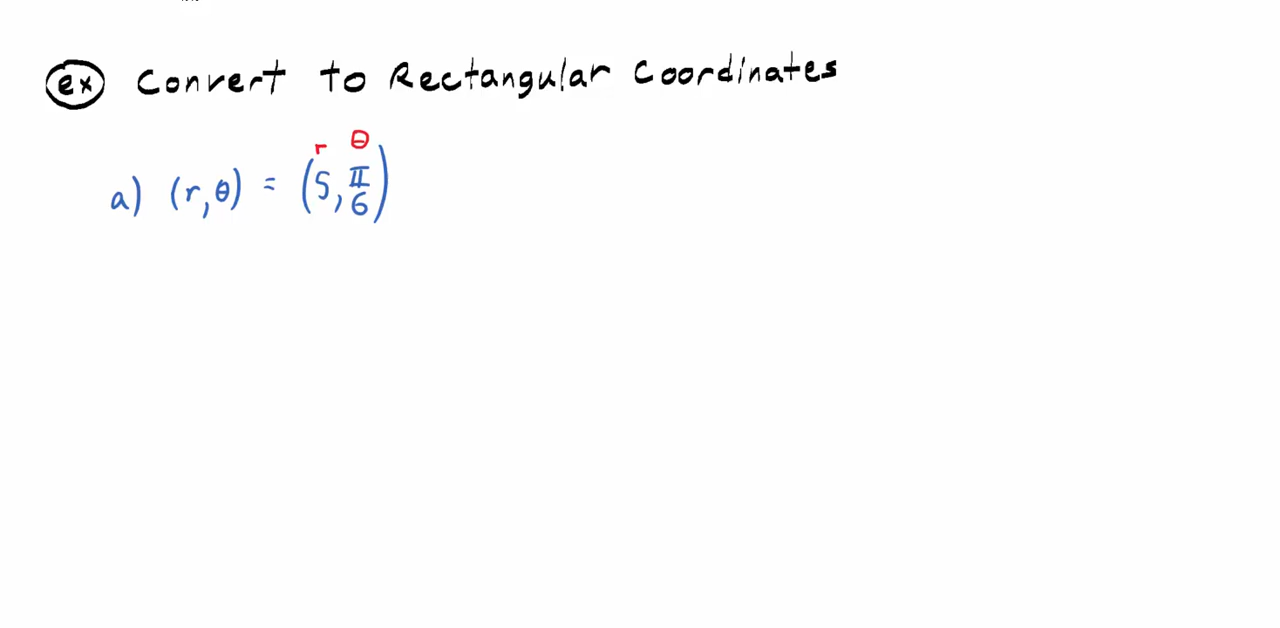 ex Convert to Rectangular Coordinates
r θ
a) (r, θ) = (5, π/6)